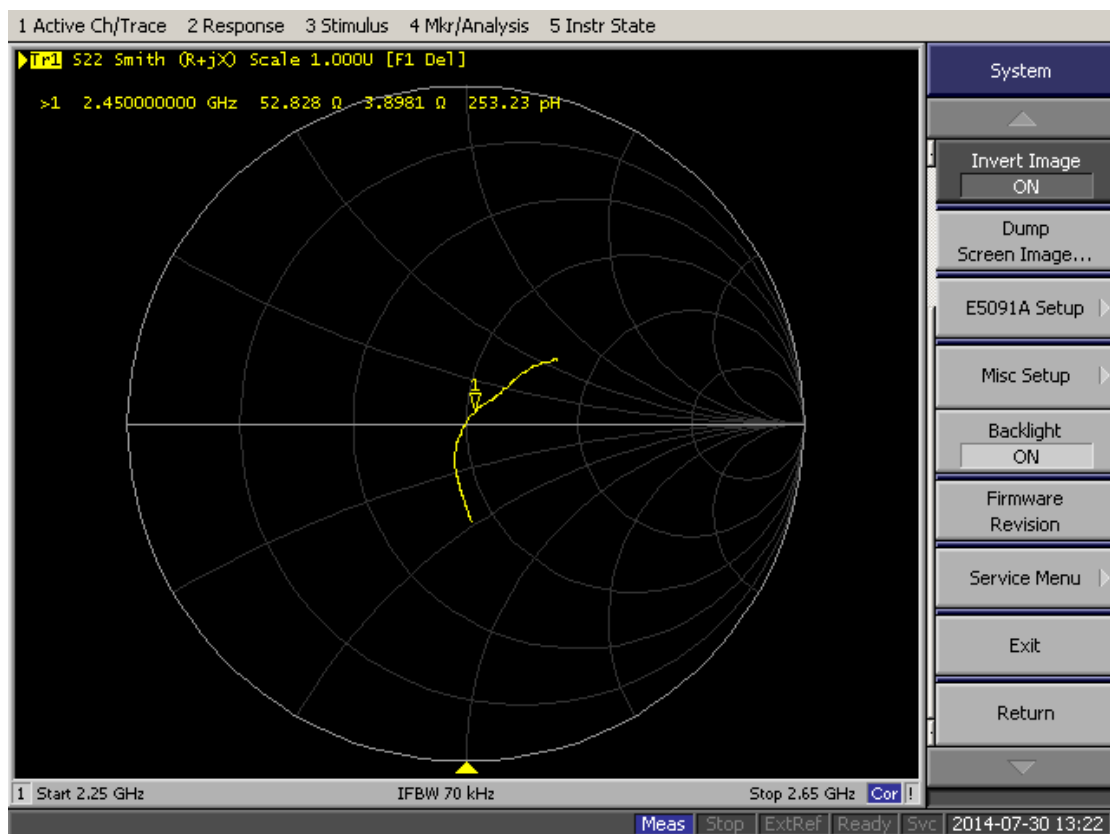 1 Active Ch/Trace 2 Response 3 Stimulus 4 Mkr/Analysis 5 Instr State
Tr1 S22 Smith (R+jX) Scale 1.000U [F1 Del]
>1 2.450000000 GHz 52.828 Ω 3.8981 Ω 253.23 pH
1
1 Start 2.25 GHz IFBW 70 kHz Stop 2.65 GHz Cor !
System
Invert Image
ON
Dump
Screen Image...
E5091A Setup
Misc Setup
Backlight
ON
Firmware
Revision
Service Menu
Exit
Return
Meas Stop ExtRef Ready Svc 2014-07-30 13:22